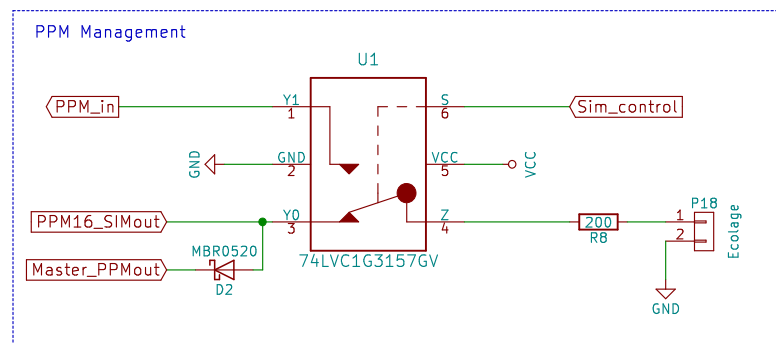 PPM Management
U1
PPM_in
Y1
1
S
6
Sim_control
GND
GND
2
VCC
5
VCC
PPM16_SIMout
Y0
3
Z
4
200
R8
P18
1
2
Ecolage
MBR0520
Master_PPMout
D2
74LVC1G3157GV
GND